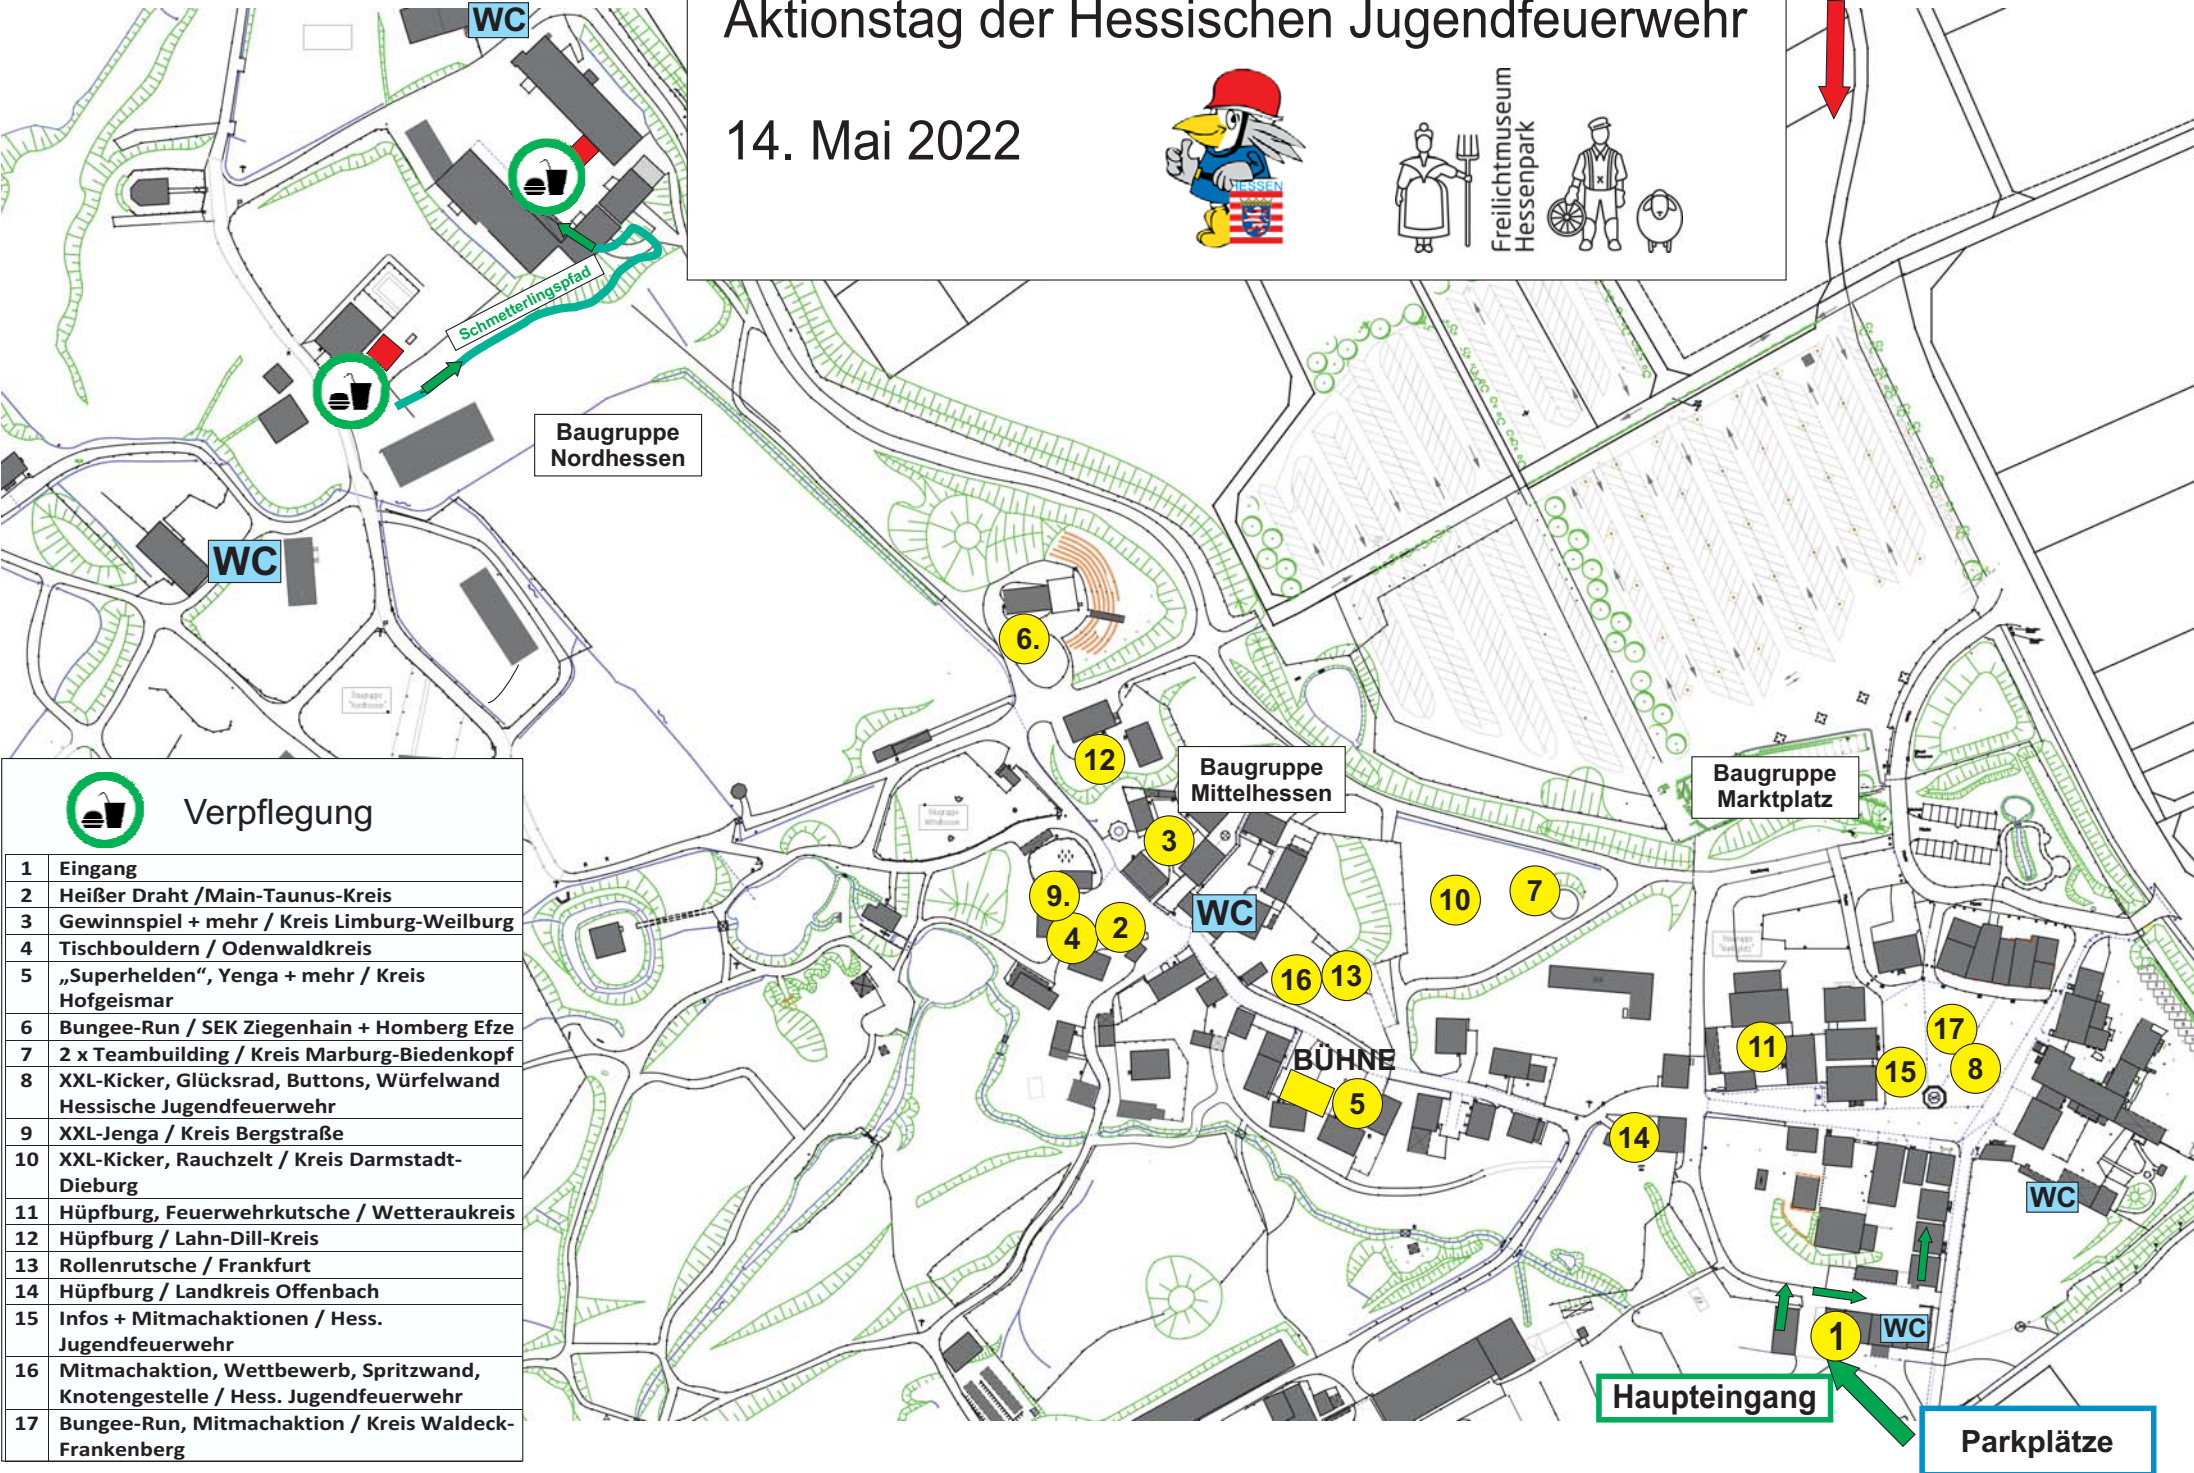 WC
Aktionstag der Hessischen Jugendfeuerwehr
14. Mai 2022
HESSEN
Freilichtmuseum
Hessenpark
Schmetterlingspfad
Baugruppe
Nordhessen
WC
6.
12
Baugruppe
Mittelhessen
Baugruppe
Marktplatz
3
9.
4
2
WC
10
7
16
13
BÜHNE
5
11
17
15
8
14
WC
1
WC
Haupteingang
Parkplätze
Verpflegung
1 Eingang
2 Heißer Draht /Main-Taunus-Kreis
3 Gewinnspiel + mehr / Kreis Limburg-Weilburg
4 Tischbouldern / Odenwaldkreis
5 „Superhelden“, Yenga + mehr / Kreis
Hofgeismar
6 Bungee-Run / SEK Ziegenhain + Homberg Efze
7 2 x Teambuilding / Kreis Marburg-Biedenkopf
8 XXL-Kicker, Glücksrad, Buttons, Würfelwand
Hessische Jugendfeuerwehr
9 XXL-Jenga / Kreis Bergstraße
10 XXL-Kicker, Rauchzelt / Kreis Darmstadt-
Dieburg
11 Hüpfburg, Feuerwehrkutsche / Wetteraukreis
12 Hüpfburg / Lahn-Dill-Kreis
13 Rollenrutsche / Frankfurt
14 Hüpfburg / Landkreis Offenbach
15 Infos + Mitmachaktionen / Hess.
Jugendfeuerwehr
16 Mitmachaktion, Wettbewerb, Spritzwand,
Knotengestelle / Hess. Jugendfeuerwehr
17 Bungee-Run, Mitmachaktion / Kreis Waldeck-
Frankenberg